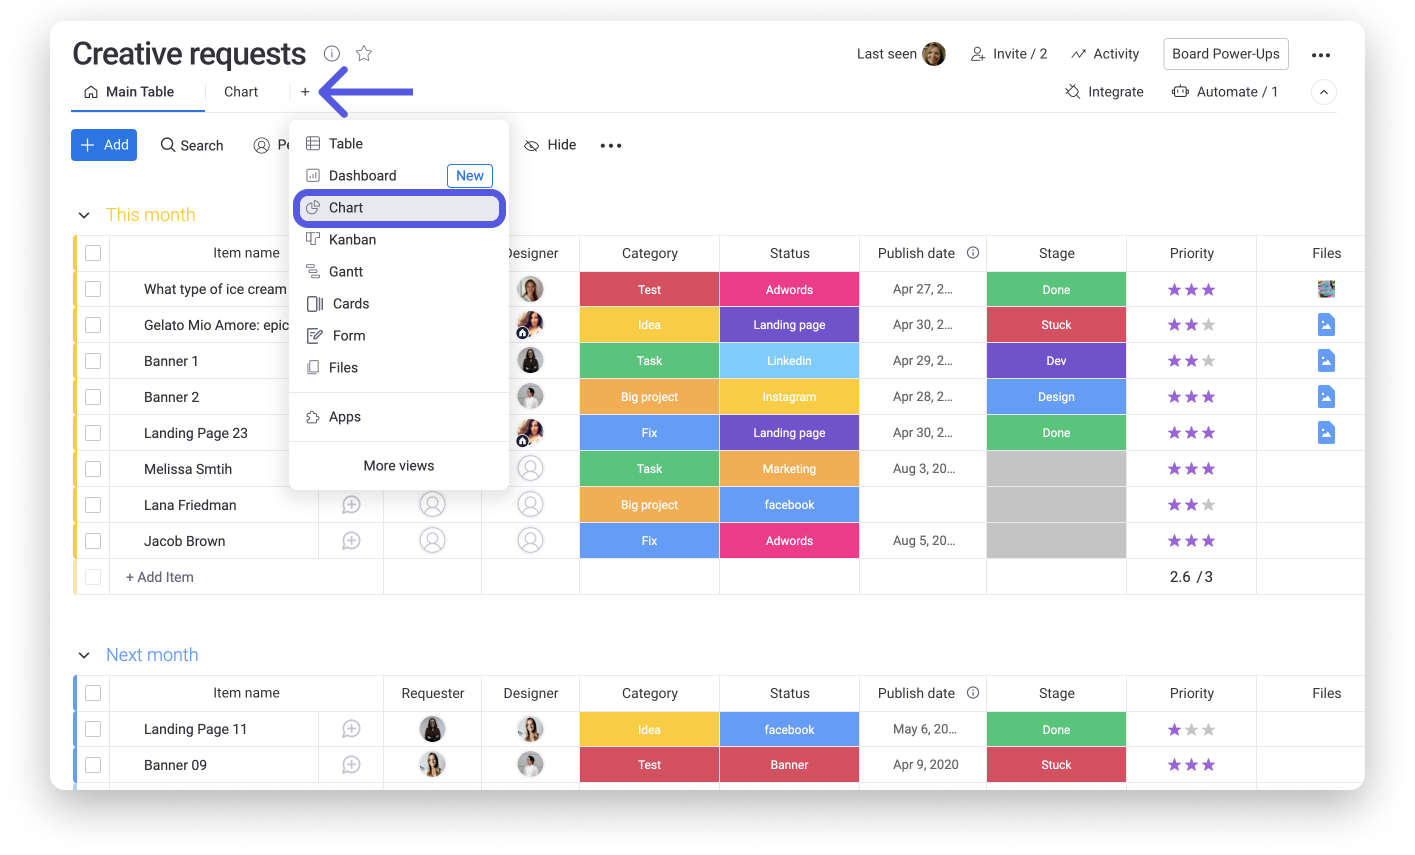 Creative requests
Last seen Invite / 2 Activity Board Power-Ups
Main Table Chart +
Integrate Automate / 1
+ Add Search Pe Hide
Table
Dashboard New
Chart
Kanban
Gantt
Cards
Form
Files
Apps
More views
This month
Item name Designer Category Status Publish date Stage Priority Files
What type of ice cream Test Adwords Apr 27, 2... Done
Gelato Mio Amore: epic Idea Landing page Apr 30, 2... Stuck
Banner 1 Task Linkedin Apr 29, 2... Dev
Banner 2 Big project Instagram Apr 28, 2... Design
Landing Page 23 Fix Landing page Apr 30, 2... Done
Melissa Smtih Task Marketing Aug 3, 20...
Lana Friedman Big project facebook
Jacob Brown Fix Adwords Aug 5, 20...
+ Add Item 2.6 / 3
Next month
Item name Requester Designer Category Status Publish date Stage Priority Files
Landing Page 11 Idea facebook May 6, 20... Done
Banner 09 Test Banner Apr 9, 2020 Stuck